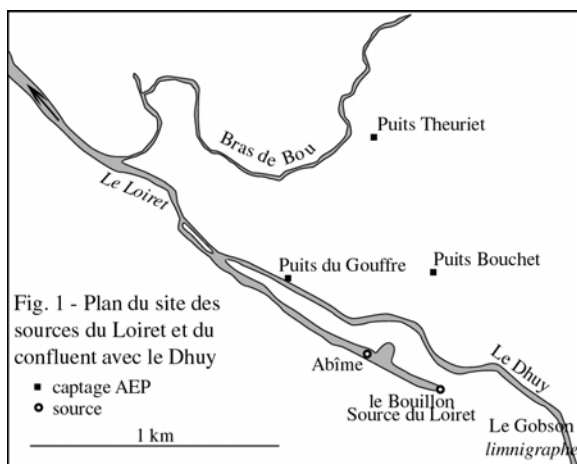 Puits Theuriet
Bras de Bou
Le Loiret
Puits du Gouffre
Puits Bouchet
Fig. 1 - Plan du site des
sources du Loiret et du
confluent avec le Dhuy
captage AEP
source
1 km
Abîme
le Bouillon
Source du Loiret
Le Dhuy
Le Gobson
limnigraphe